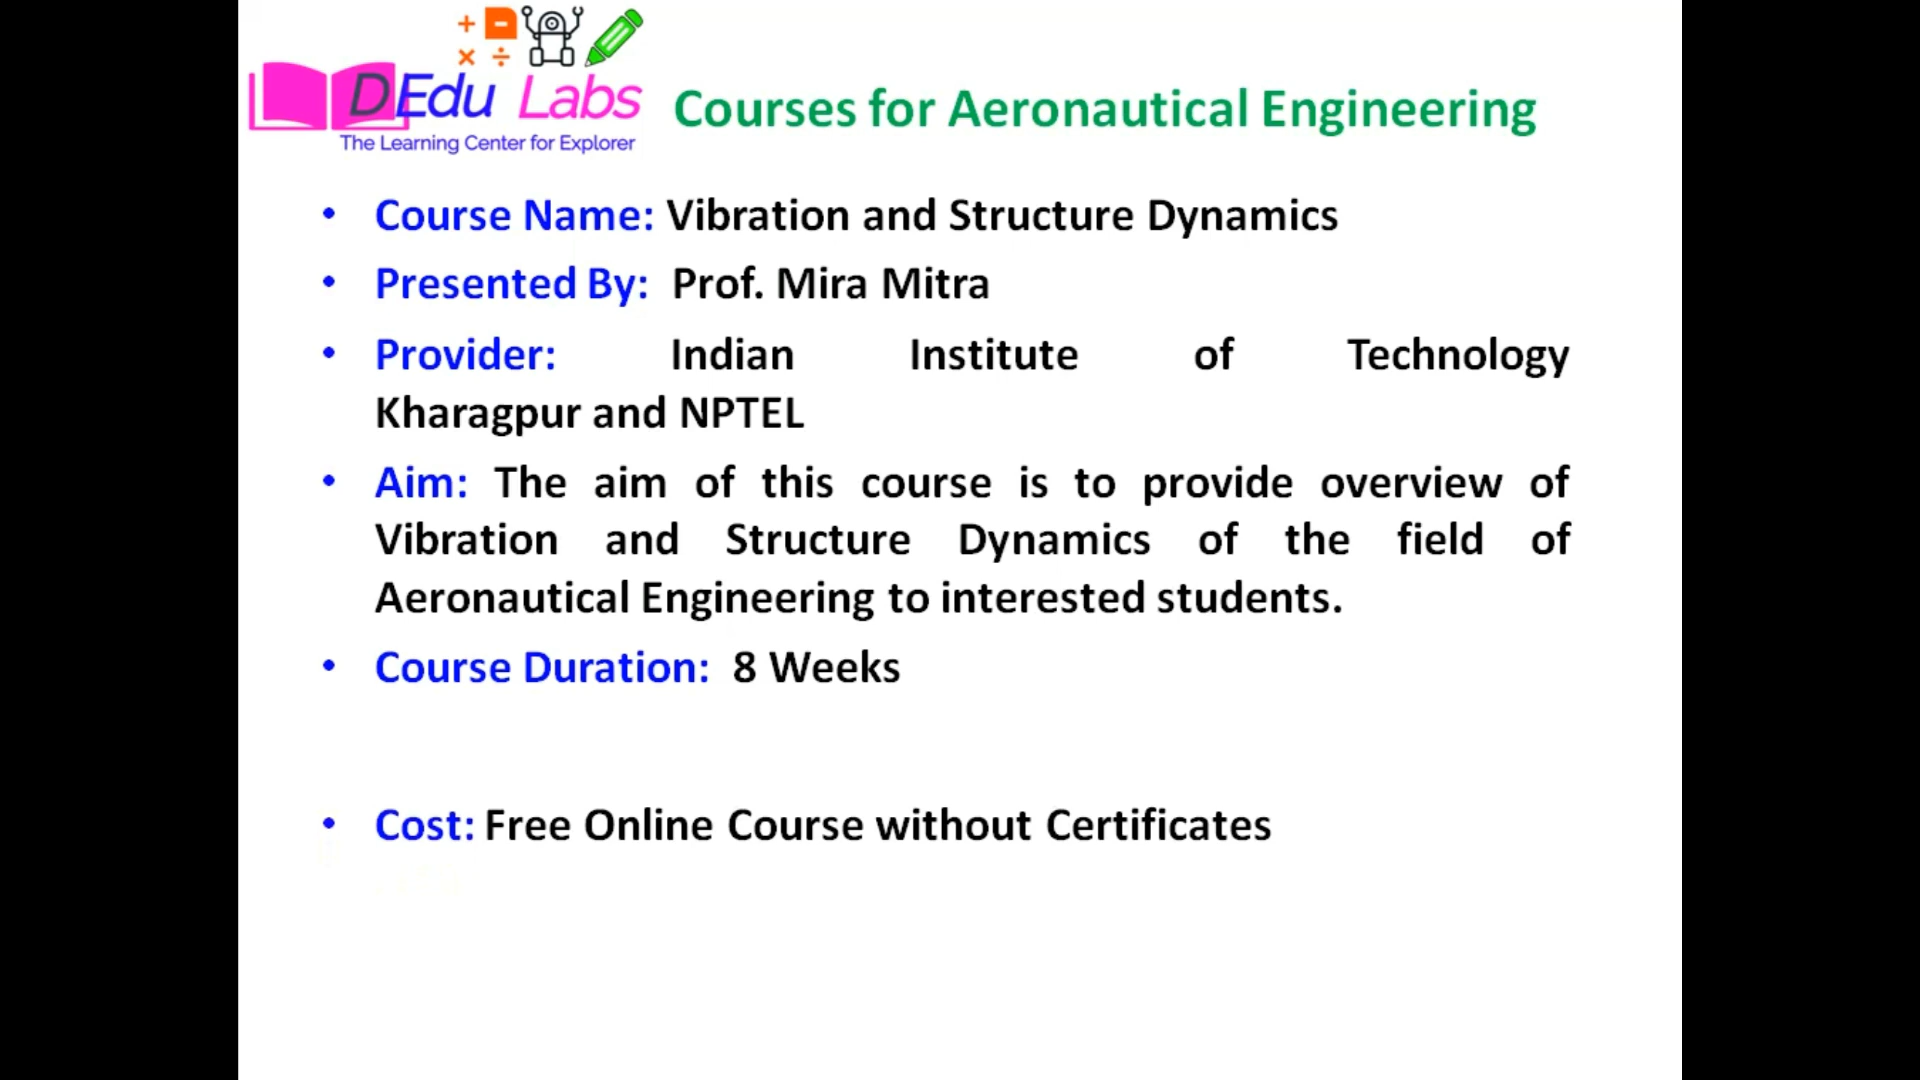 DEdu Labs
The Learning Center for Explorer
Courses for Aeronautical Engineering
• Course Name: Vibration and Structure Dynamics
• Presented By: Prof. Mira Mitra
• Provider: Indian Institute of Technology
Kharagpur and NPTEL
• Aim: The aim of this course is to provide overview of
Vibration and Structure Dynamics of the field of
Aeronautical Engineering to interested students.
• Course Duration: 8 Weeks
• Cost: Free Online Course without Certificates